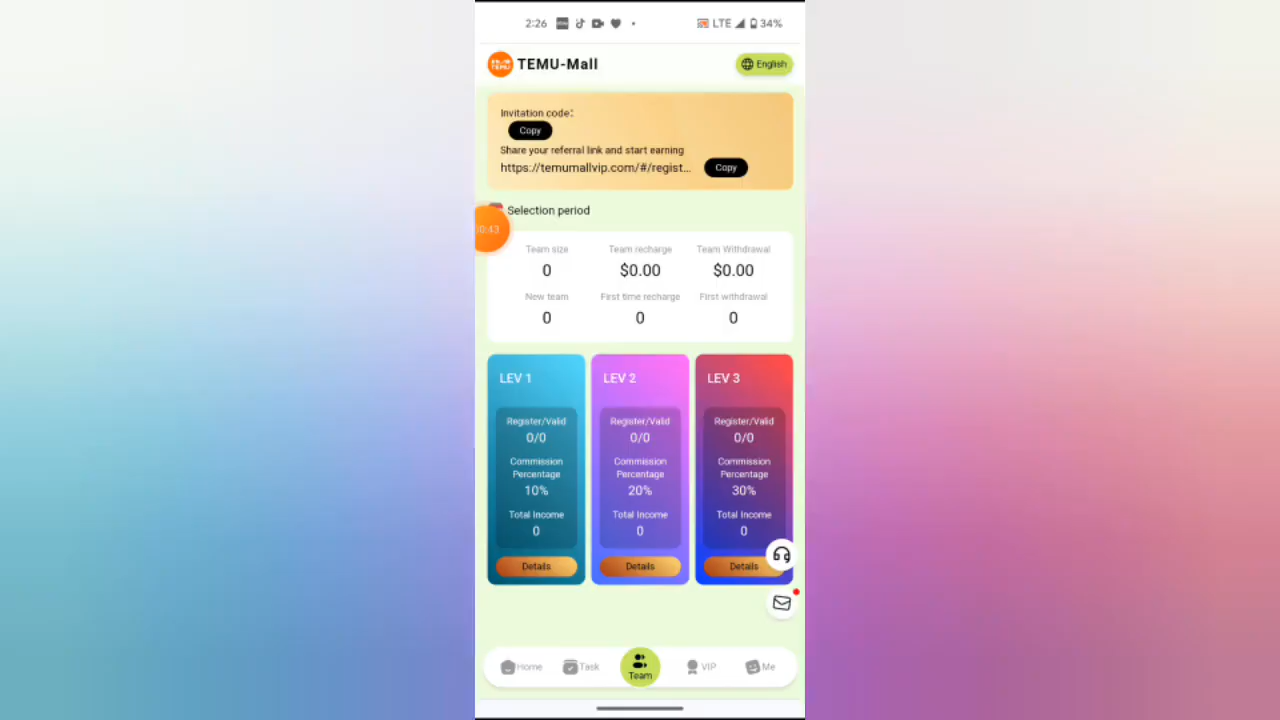 2:26 LTE 34%
TEMU-Mall English
Invitation code:
Copy
Share your referral link and start earning
https://temumallvip.com/#/regist... Copy
Selection period
0:43
Team size Team recharge Team Withdrawal
0 $0.00 $0.00
New team First time recharge First withdrawal
0 0 0
LEV 1 LEV 2 LEV 3
Register/Valid Register/Valid Register/Valid
0/0 0/0 0/0
Commission Commission Commission
Percentage Percentage Percentage
10% 20% 30%
Total Income Total Income Total Income
0 0 0
Details Details Details
Home Task Team VIP Me